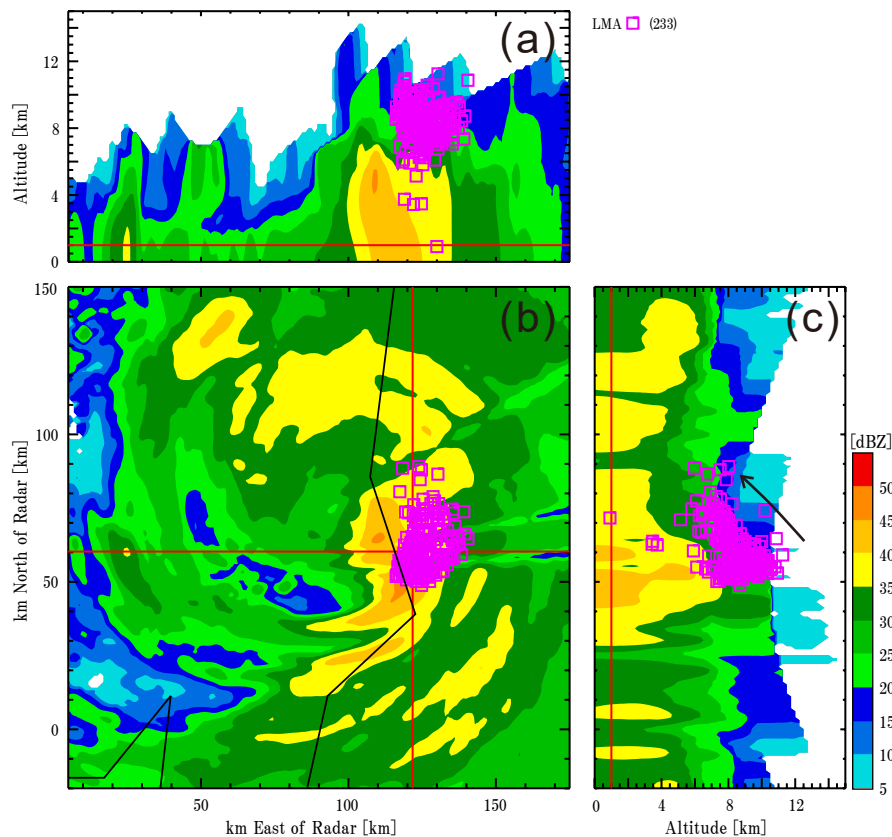 (a)
LMA (233)
Altitude [km]
12
8
4
0
(b)
km North of Radar [km]
150
100
50
0
50
100
150
km East of Radar [km]
(c)
0
4
8
12
Altitude [km]
[dBZ]
50
45
40
35
30
25
20
15
10
5